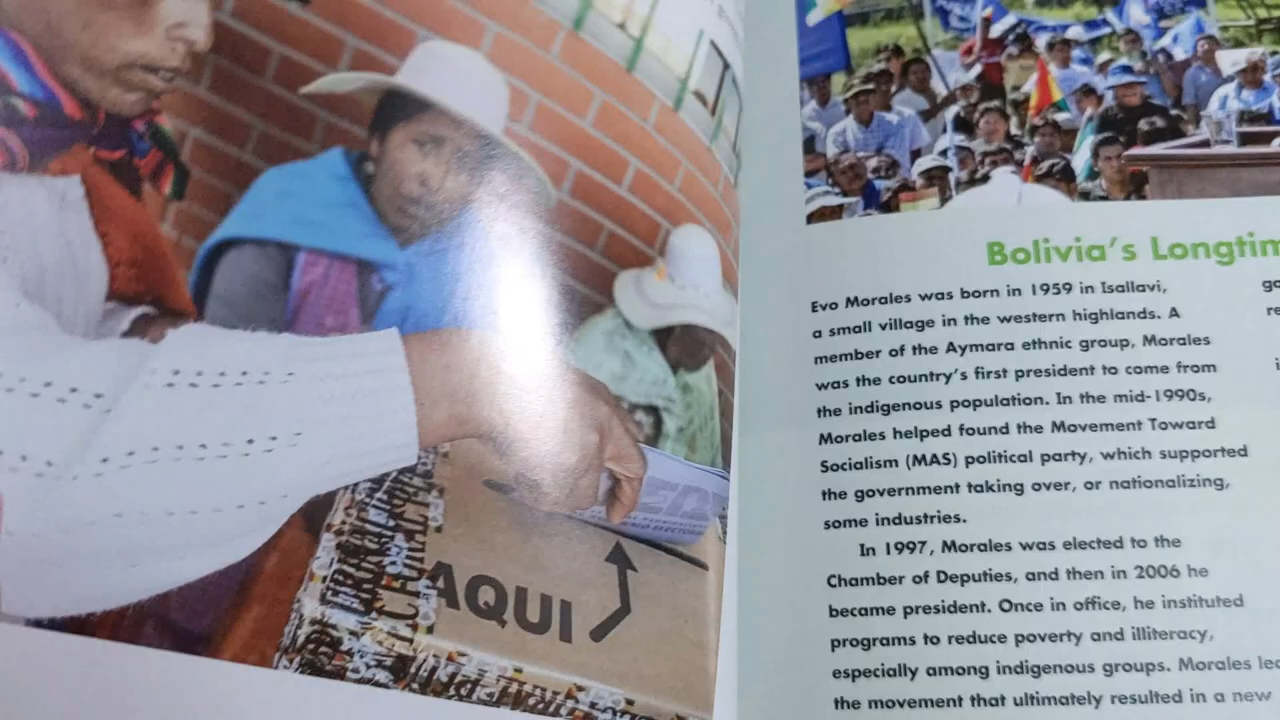 AQUI
Bolivia's
Evo Morales was born in 1959 in Isallavi,
a small village in the western highlands. A
member of the Aymara ethnic group, Morales
was the country's first president to come from
the indigenous population. In the mid-1990s,
Morales helped found the Movement Toward
Socialism (MAS) political party, which supported
the government taking over, or nationalizing,
some industries.
In 1997, Morales was elected to the
Chamber of Deputies, and then in 2006 he
became president. Once in office, he instituted
programs to reduce poverty and illiteracy,
especially among indigenous groups. Morales
the movement that ultimately resulted in a new